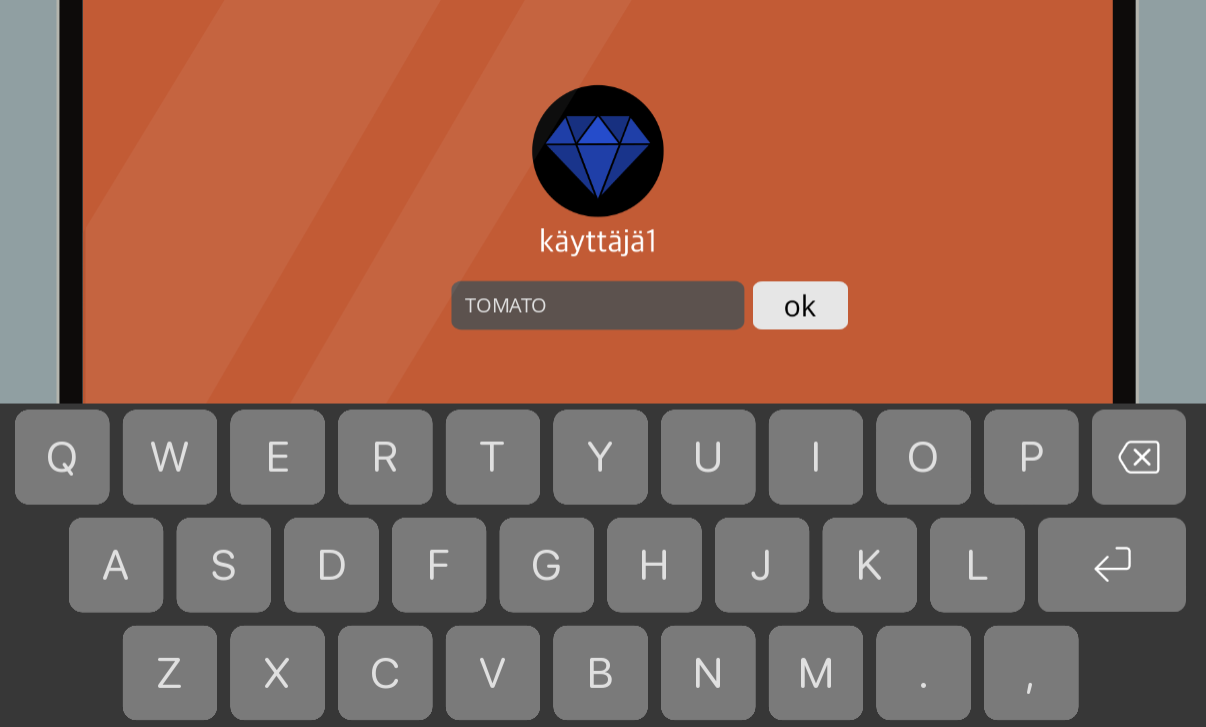 käyttäjä1
TOMATO ok
Q W E R T Y U I O P
A S D F G H J K L
Z X C V B N M . ,